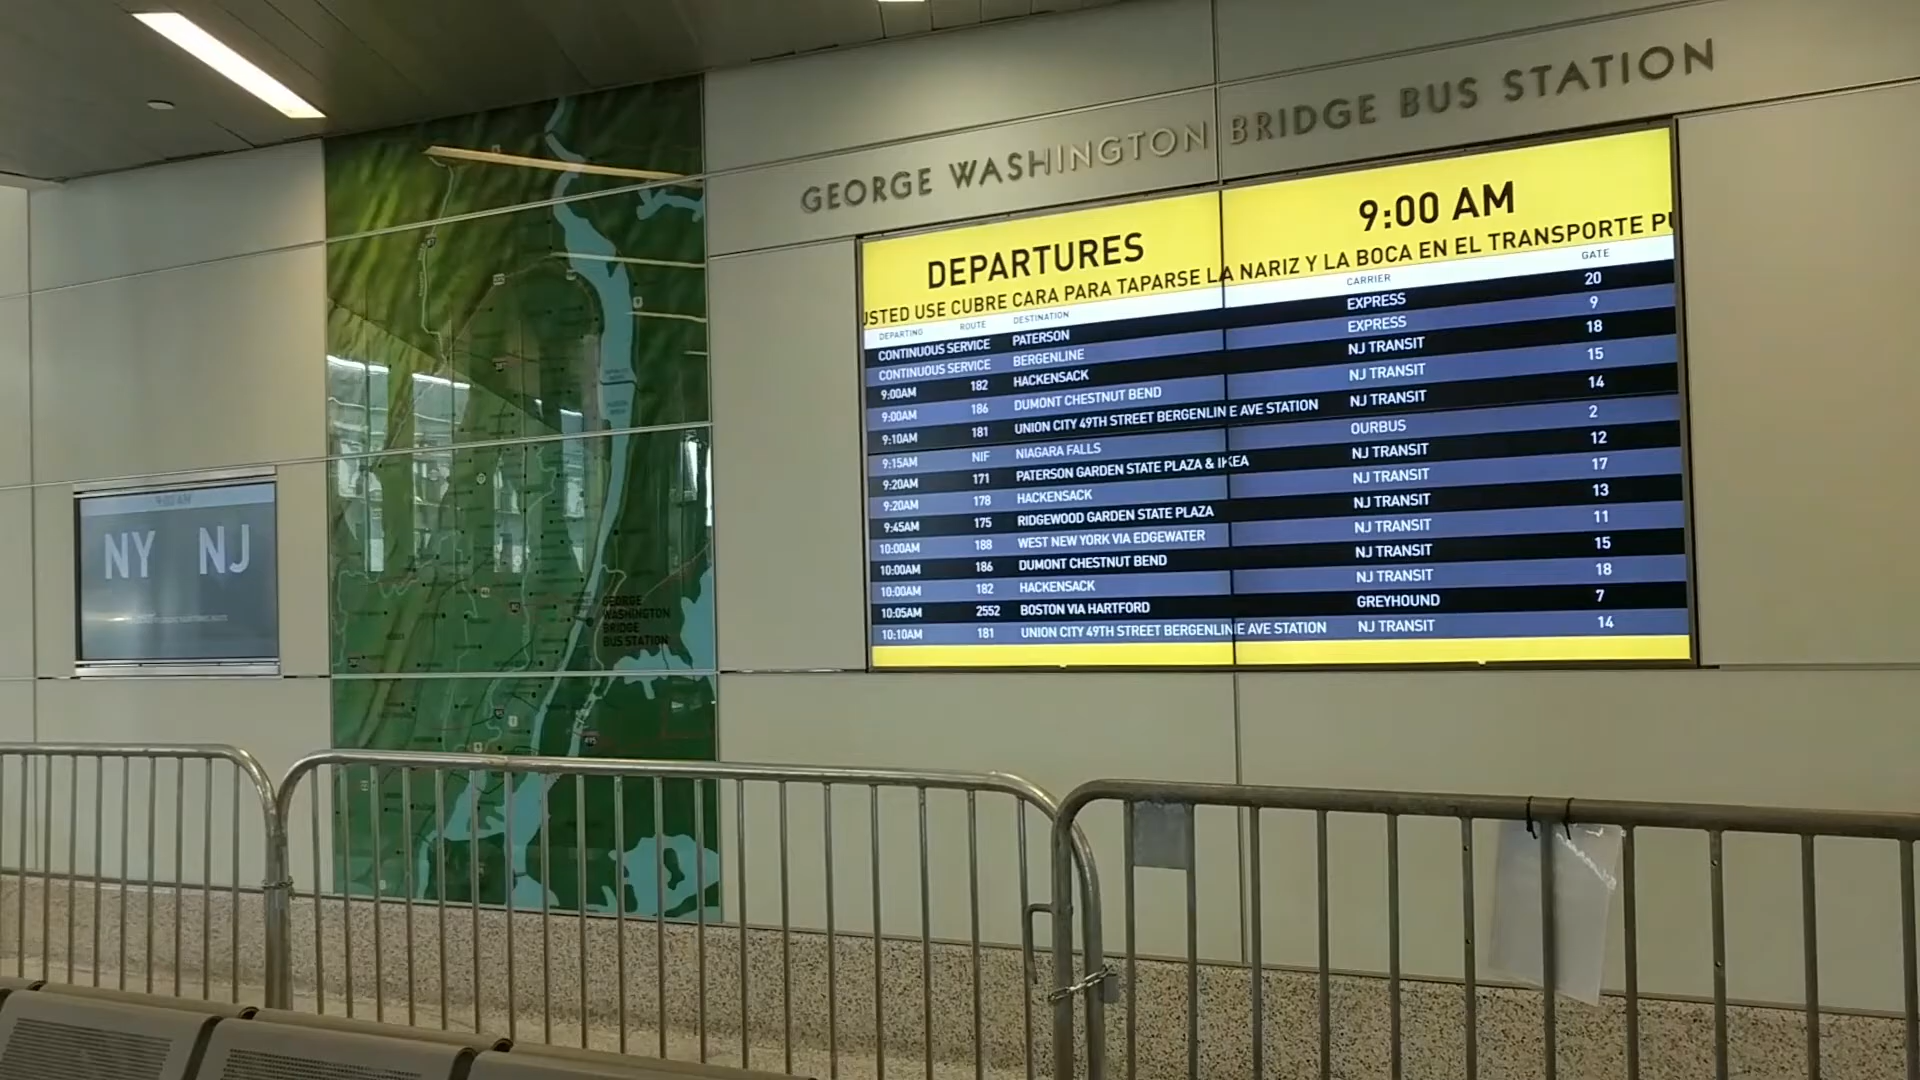 GEORGE WASHINGTON BRIDGE BUS STATION
DEPARTURES 9:00 AM
USTED USE CUBRE CARA PARA TAPARSE LA NARIZ Y LA BOCA EN EL TRANSPORTE PU
DEPARTING ROUTE DESTINATION CARRIER GATE
CONTINUOUS SERVICE PATERSON EXPRESS 20
CONTINUOUS SERVICE BERGENLINE EXPRESS 9
9:00AM 182 HACKENSACK NJ TRANSIT 18
9:00AM 186 DUMONT CHESTNUT BEND NJ TRANSIT 15
9:10AM 181 UNION CITY 49TH STREET BERGENLINE AVE STATION NJ TRANSIT 14
9:15AM NIF NIAGARA FALLS OURBUS 2
9:20AM 171 PATERSON GARDEN STATE PLAZA & IKEA NJ TRANSIT 12
9:20AM 178 HACKENSACK NJ TRANSIT 17
9:45AM 175 RIDGEWOOD GARDEN STATE PLAZA NJ TRANSIT 13
10:00AM 188 WEST NEW YORK VIA EDGEWATER NJ TRANSIT 11
10:00AM 186 DUMONT CHESTNUT BEND NJ TRANSIT 15
10:00AM 182 HACKENSACK NJ TRANSIT 18
10:05AM 2552 BOSTON VIA HARTFORD GREYHOUND 7
10:10AM 181 UNION CITY 49TH STREET BERGENLINE AVE STATION NJ TRANSIT 14
9:00 AM
NY NJ
GEORGE
WASHINGTON
BRIDGE
BUS STATION